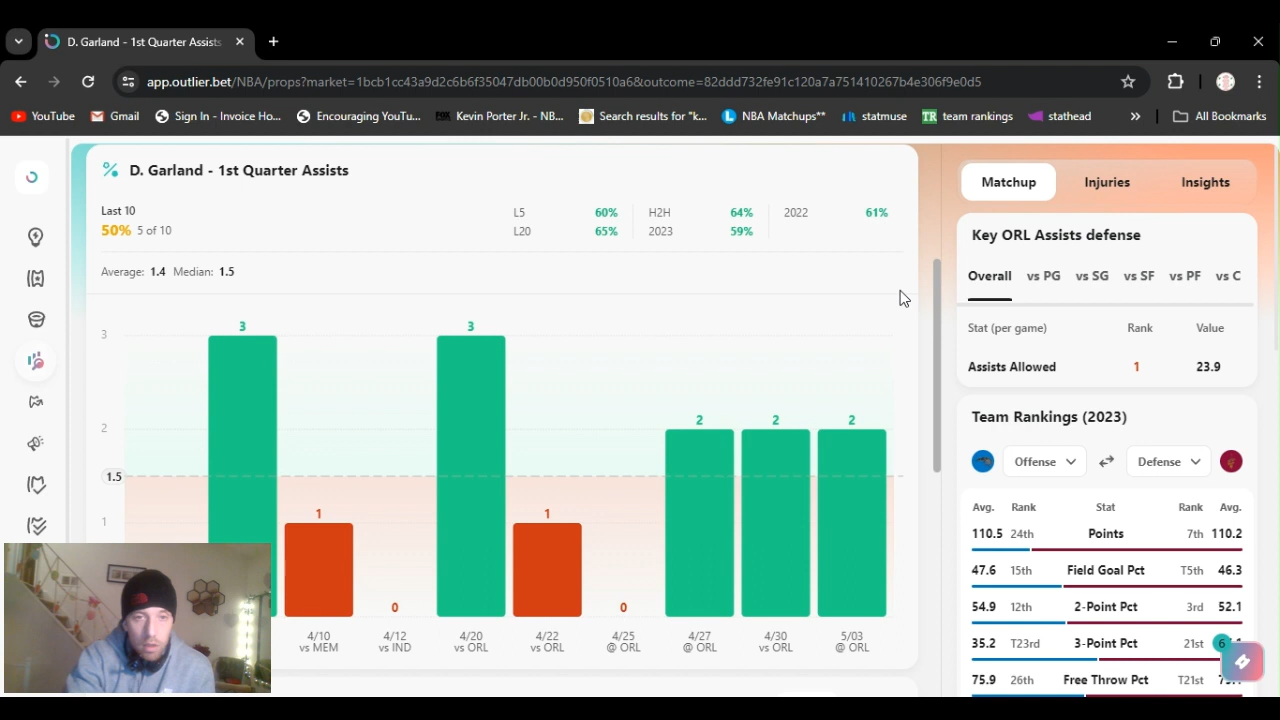 D. Garland - 1st Quarter Assists
app.outlier.bet/NBA/props?market=1bcb1cc43a9d2c6b6f35047db00b0d950f0510a6&outcome=82ddd732fe91c120a7a751410267b4e306f9e0d5
YouTube Gmail Sign In - Invoice Ho... Encouraging YouTu... FOX Kevin Porter Jr. - NB... Search results for "k... NBA Matchups** statmuse TR team rankings stathead » All Bookmarks
D. Garland - 1st Quarter Assists
Last 10
50% 5 of 10
L5 60% H2H 64% 2022 61%
L20 65% 2023 59%
Average: 1.4 Median: 1.5
3
2
1.5
1
3
1
0
3
1
0
2
2
2
4/10 4/12 4/20 4/22 4/25 4/27 4/30 5/03
vs MEM vs IND vs ORL vs ORL @ ORL @ ORL vs ORL @ ORL
Matchup Injuries Insights
Key ORL Assists defense
Overall vs PG vs SG vs SF vs PF vs C
Stat (per game) Rank Value
Assists Allowed 1 23.9
Team Rankings (2023)
Offense Defense
Avg. Rank Stat Rank Avg.
110.5 24th Points 7th 110.2
47.6 15th Field Goal Pct T5th 46.3
54.9 12th 2-Point Pct 3rd 52.1
35.2 T23rd 3-Point Pct 21st
75.9 26th Free Throw Pct T21st